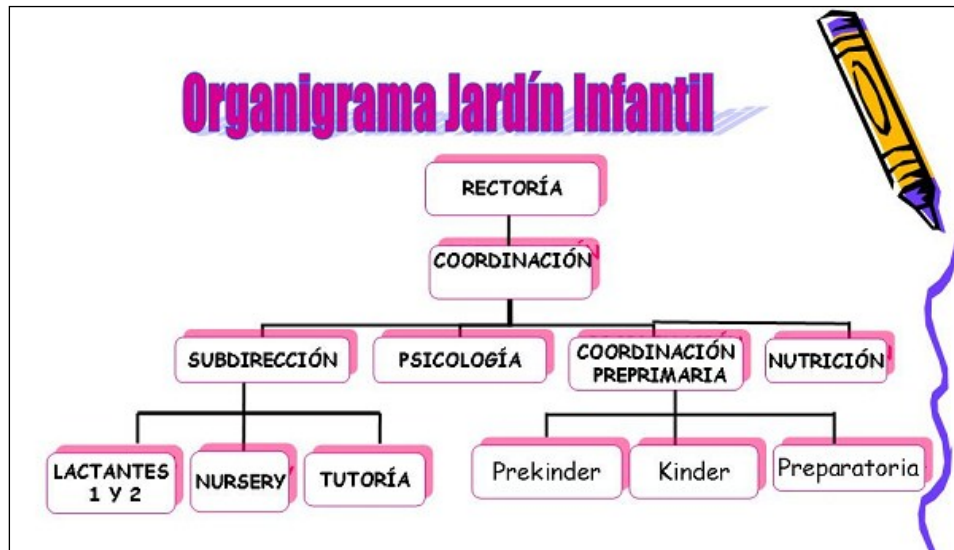 Organigrama Jardín Infantil
RECTORÍA
COORDINACIÓN
SUBDIRECCIÓN
PSICOLOGÍA
COORDINACIÓN
PREPRIMARIA
NUTRICIÓN
LACTANTES
1 Y 2
NURSERY
TUTORÍA
Prekinder
Kinder
Preparatoria